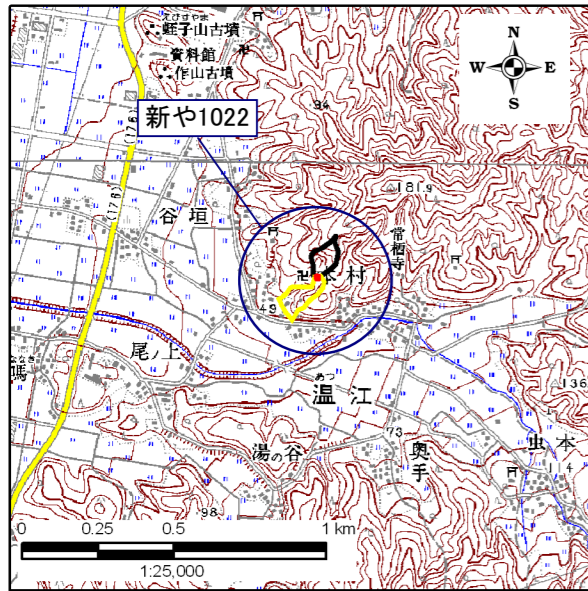 えびすやま
蛭子山古墳
資料館
作山古墳
N
W E
S
新や1022
94
(176)
181.9
谷垣
常栖寺
村
49
(176)
尾ノ上
あつ
温江
136
73
湯の谷
奥手
虫本
98
0 0.25 0.5 1 km
1:25,000